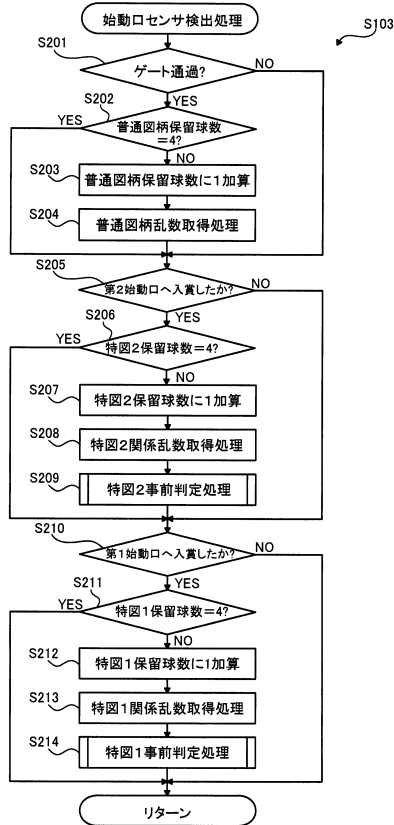 始動口センサ検出処理
S103
S201
ゲート通過?
NO
YES
S202
YES
普通図柄保留球数
=4?
NO
S203
普通図柄保留球数に1加算
S204
普通図柄乱数取得処理
S205
第2始動口へ入賞したか?
NO
YES
S206
YES
特図2保留球数=4?
NO
S207
特図2保留球数に1加算
S208
特図2関係乱数取得処理
S209
特図2事前判定処理
S210
第1始動口へ入賞したか?
NO
YES
S211
YES
特図1保留球数=4?
NO
S212
特図1保留球数に1加算
S213
特図1関係乱数取得処理
S214
特図1事前判定処理
リターン